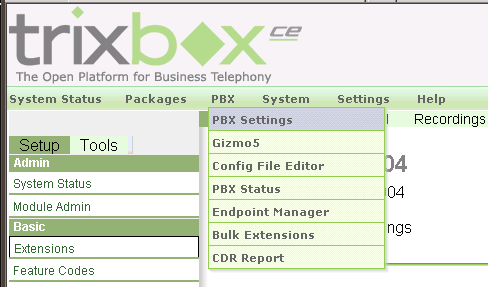 trixbox ce
The Open Platform for Business Telephony
System Status Packages PBX System Settings Help
PBX Settings
Recordings
Setup Tools
Gizmo5
Admin
Config File Editor
04
System Status
PBX Status
04
Module Admin
Endpoint Manager
Basic
ngs
Bulk Extensions
Extensions
CDR Report
Feature Codes